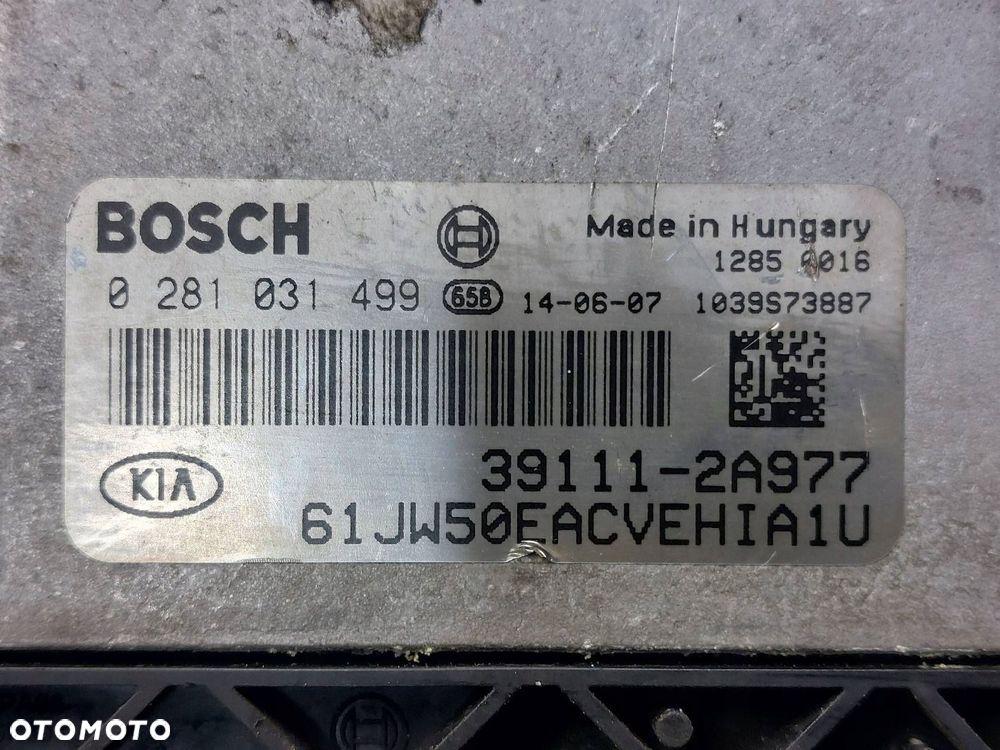 BOSCH
Made in Hungary
1285 0016
0 281 031 499 658 14-06-07 1039S73887
KIA
39111-2A977
61JW50EACVEHIA1U
OTOMOTO